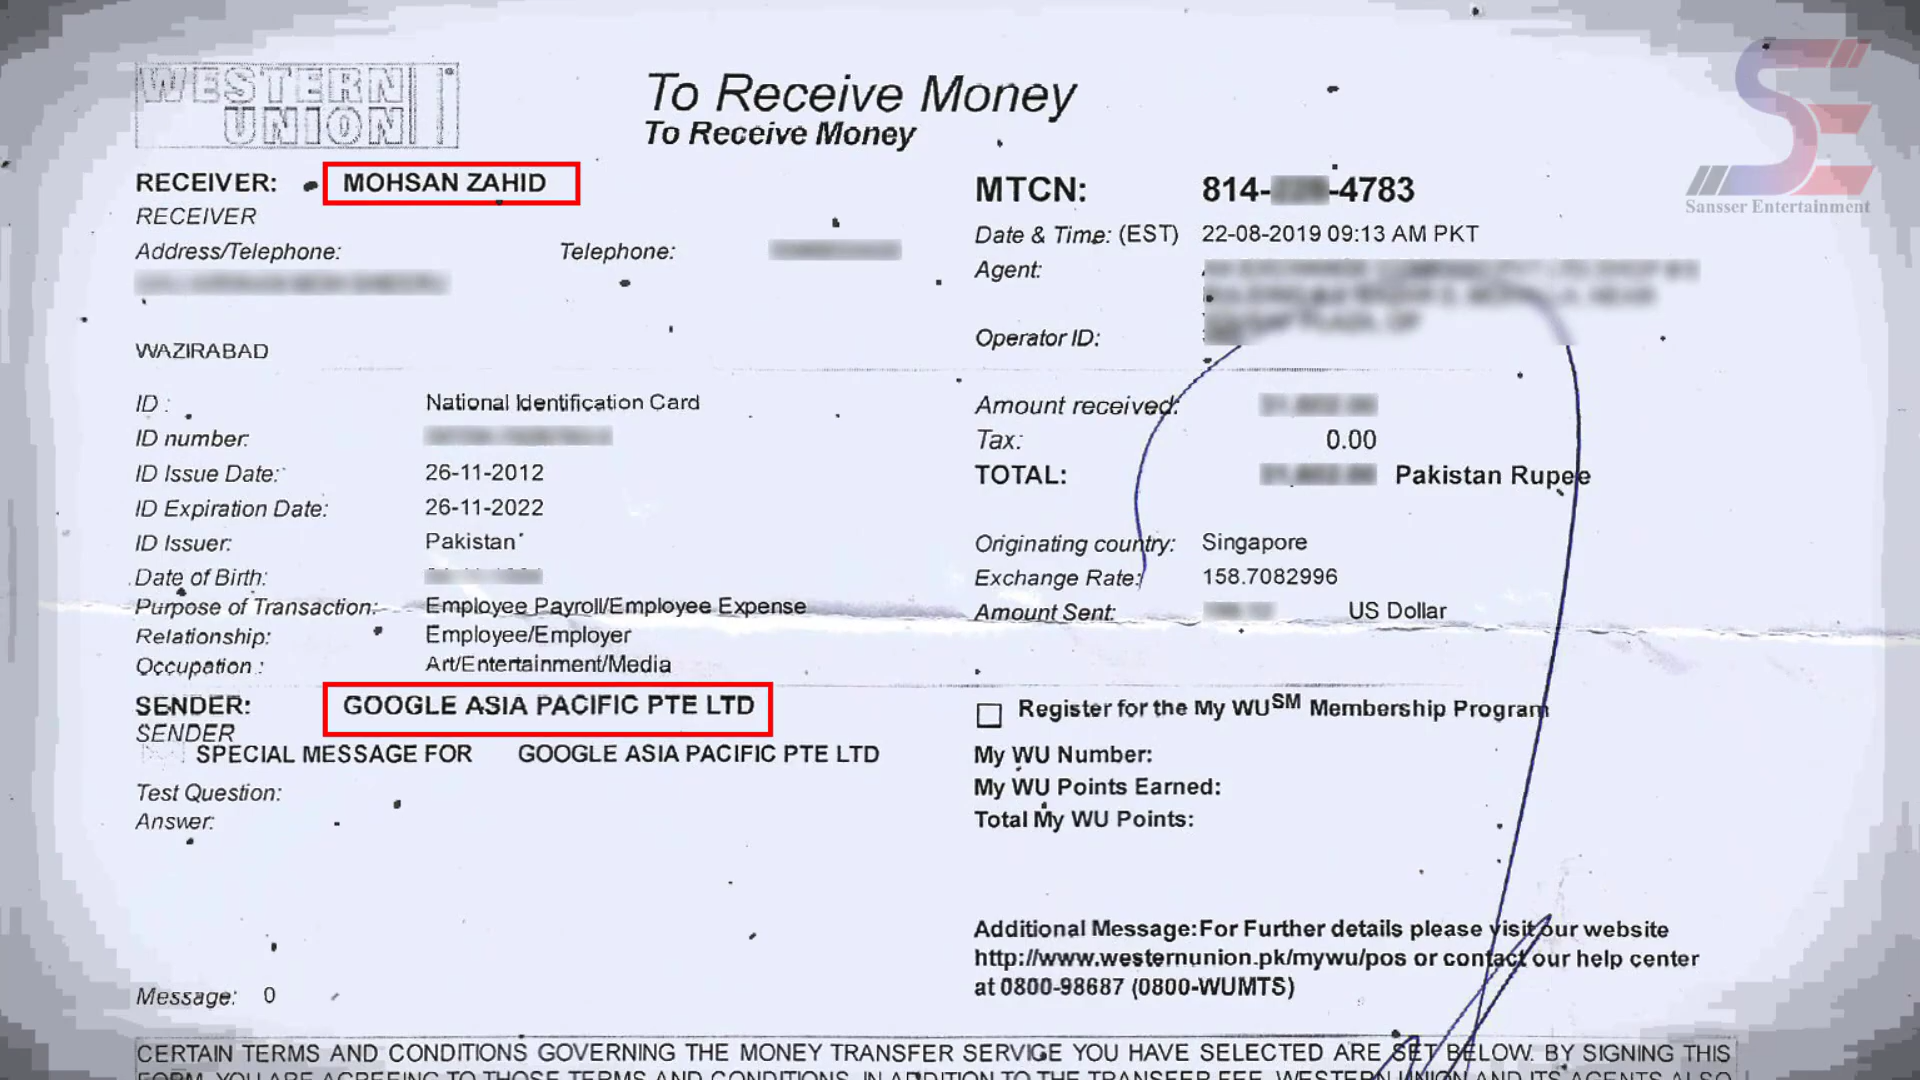 WESTERN
UNION
To Receive Money
To Receive Money
Sansser Entertainment
RECEIVER: MOHSAN ZAHID
RECEIVER
Address/Telephone: Telephone:
WAZIRABAD
ID : National Identification Card
ID number:
ID Issue Date: 26-11-2012
ID Expiration Date: 26-11-2022
ID Issuer: Pakistan
Date of Birth:
Purpose of Transaction: Employee Payroll/Employee Expense
Relationship: Employee/Employer
Occupation : Art/Entertainment/Media
SENDER: GOOGLE ASIA PACIFIC PTE LTD
SENDER
SPECIAL MESSAGE FOR GOOGLE ASIA PACIFIC PTE LTD
Test Question:
Answer:
Message: 0
MTCN: 814- -4783
Date & Time: (EST) 22-08-2019 09:13 AM PKT
Agent:
Operator ID:
Amount received:
Tax: 0.00
TOTAL: Pakistan Rupee
Originating country: Singapore
Exchange Rate: 158.7082996
Amount Sent: US Dollar
Register for the My WU SM Membership Program
My WU Number:
My WU Points Earned:
Total My WU Points:
Additional Message:For Further details please visit our website
http://www.westernunion.pk/mywu/pos or contact our help center
at 0800-98687 (0800-WUMTS)
CERTAIN TERMS AND CONDITIONS GOVERNING THE MONEY TRANSFER SERVICE YOU HAVE SELECTED ARE SET BELOW. BY SIGNING THIS
FORM, YOU ARE AGREEING TO THOSE TERMS AND CONDITIONS. IN ADDITION TO THE TRANSFER FEE, WESTERN UNION AND ITS AGENTS ALSO